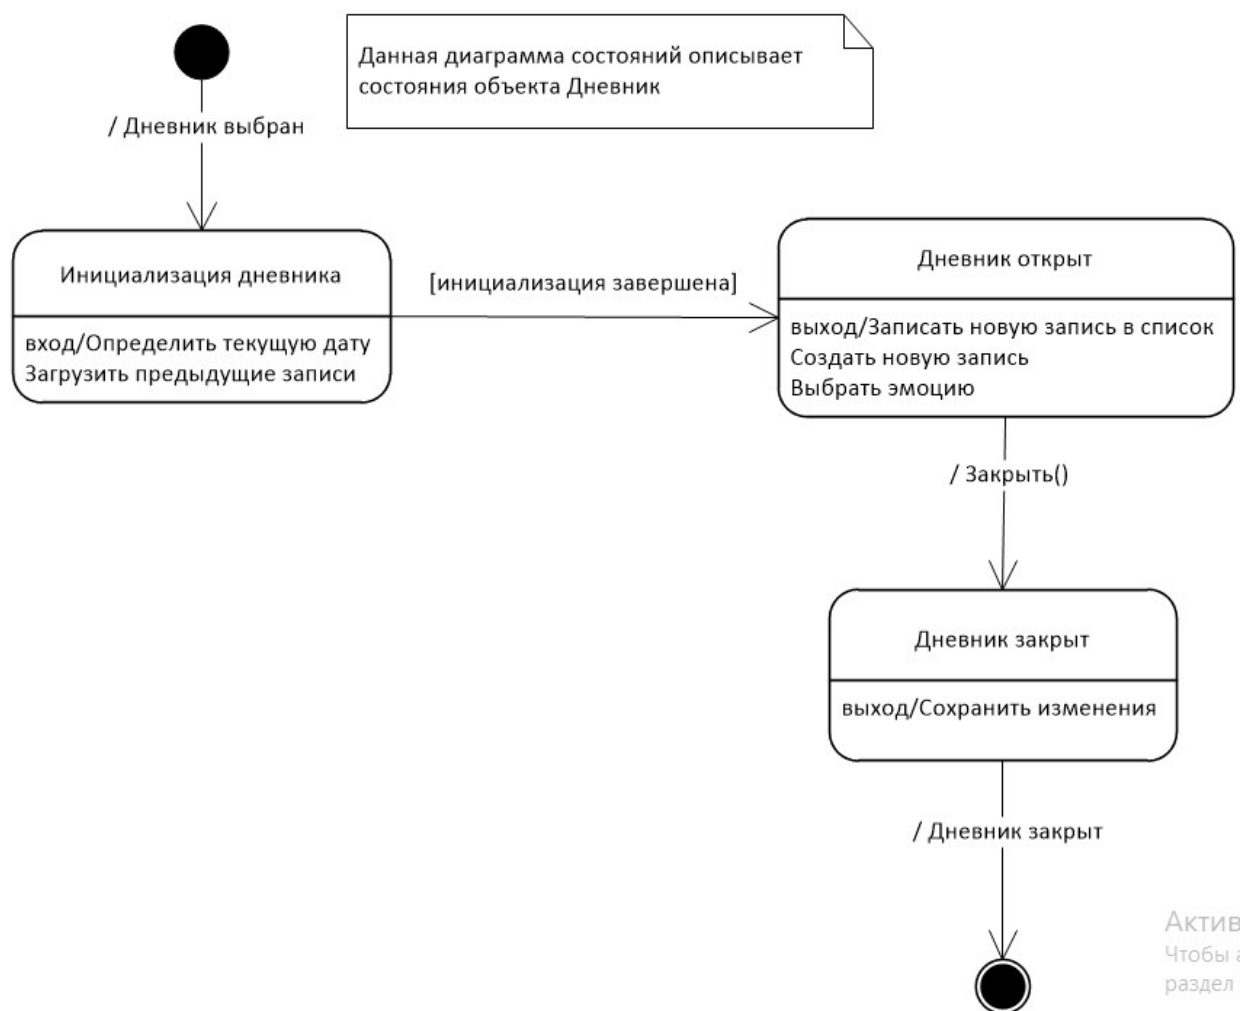 Данная диаграмма состояний описывает
состояния объекта Дневник
/ Дневник выбран
Инициализация дневника
вход/Определить текущую дату
Загрузить предыдущие записи
[инициализация завершена]
Дневник открыт
выход/Записать новую запись в список
Создать новую запись
Выбрать эмоцию
/ Закрыть()
Дневник закрыт
выход/Сохранить изменения
/ Дневник закрыт
Чтобы
раздел